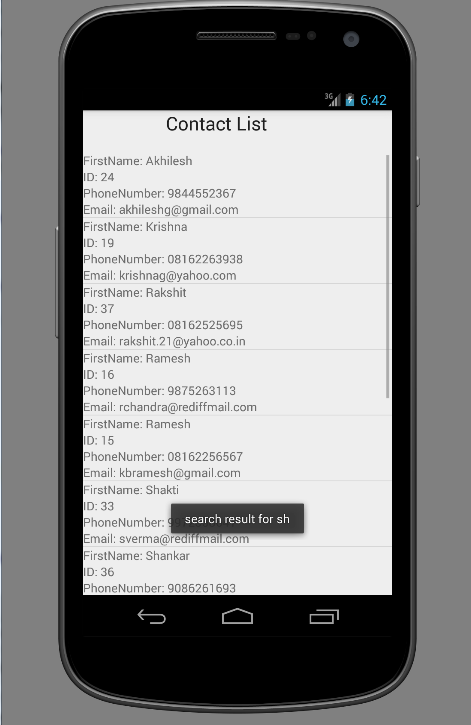 3G 6:42
Contact List
FirstName: Akhilesh
ID: 24
PhoneNumber: 9844552367
Email: akhileshg@gmail.com
FirstName: Krishna
ID: 19
PhoneNumber: 08162263938
Email: krishnag@yahoo.com
FirstName: Rakshit
ID: 37
PhoneNumber: 08162525695
Email: rakshit.21@yahoo.co.in
FirstName: Ramesh
ID: 16
PhoneNumber: 9875263113
Email: rchandra@rediffmail.com
FirstName: Ramesh
ID: 15
PhoneNumber: 08162256567
Email: kbramesh@gmail.com
FirstName: Shakti
ID: 33
PhoneNumber:
search result for sh
Email: sverma@rediffmail.com
FirstName: Shankar
ID: 36
PhoneNumber: 9086261693